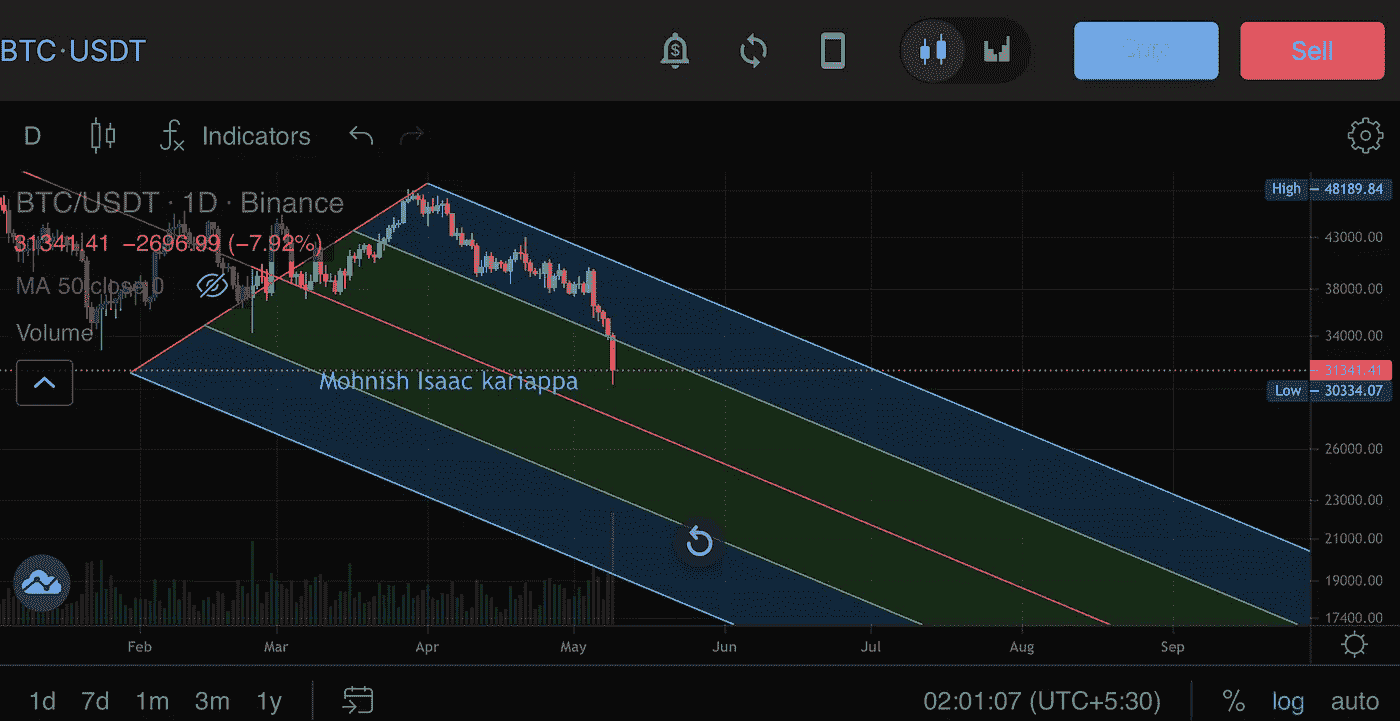 BTC·USDT
Sell
D
Indicators
BTC/USDT · 1D · Binance
31341.41 −2696.99 (−7.92%)
MA 50 close 0
Volume
Mohnish Isaac kariappa
High 48189.84
43000.00
38000.00
34000.00
31341.41
Low 30334.07
26000.00
23000.00
21000.00
19000.00
17400.00
Feb Mar Apr May Jun Jul Aug Sep
1d 7d 1m 3m 1y 02:01:07 (UTC+5:30) % log auto